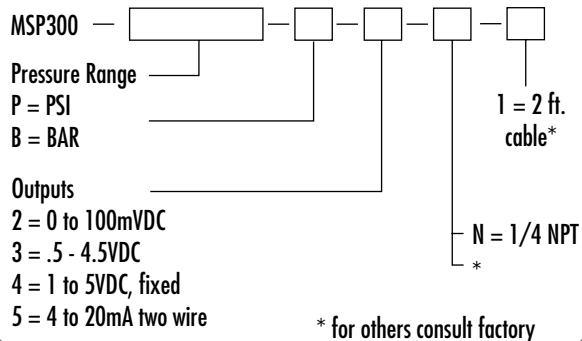 MSP300 — — — — —
Pressure Range
P = PSI
B = BAR
Outputs
2 = 0 to 100mVDC
3 = .5 - 4.5VDC
4 = 1 to 5VDC, fixed
5 = 4 to 20mA two wire
1 = 2 ft.
cable*
N = 1/4 NPT
*
* for others consult factory